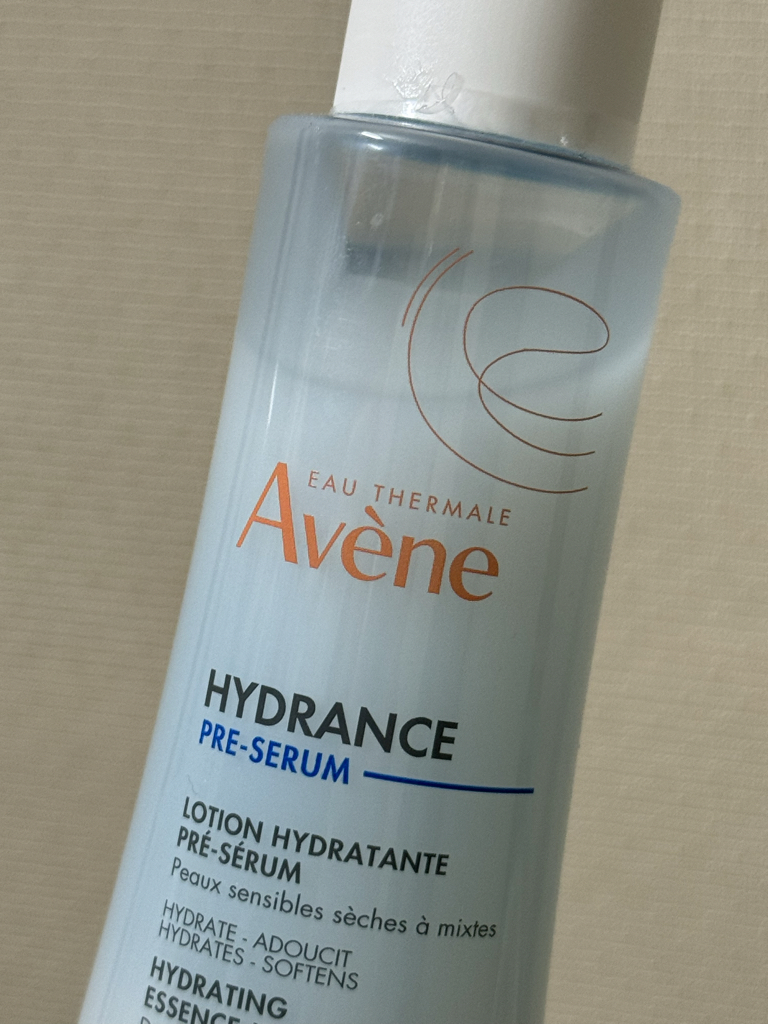 EAU THERMALE
Avène
HYDRANCE
PRE-SERUM
LOTION HYDRATANTE
PRÉ-SÉRUM
Peaux sensibles sèches à mixtes
HYDRATE - ADOUCIT
HYDRATES - SOFTENS
HYDRATING
ESSENCE